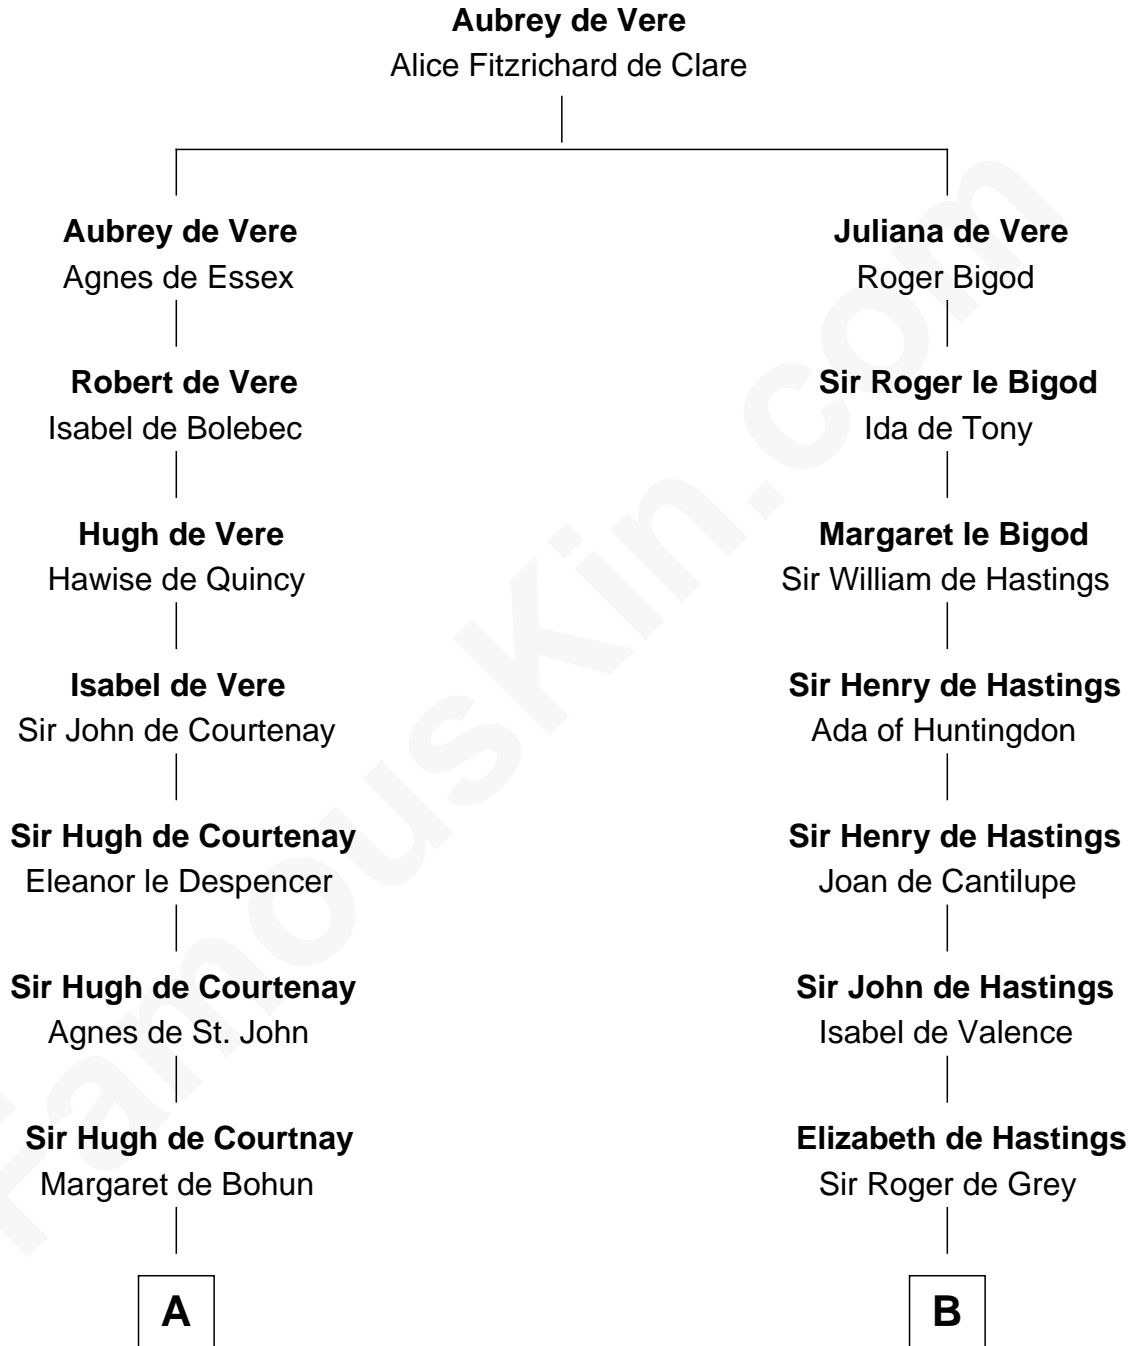 Aubrey de Vere
Alice Fitzrichard de Clare
Aubrey de Vere
Agnes de Essex
Juliana de Vere
Roger Bigod
Robert de Vere
Isabel de Bolebec
Sir Roger le Bigod
Ida de Tony
Hugh de Vere
Hawise de Quincy
Margaret le Bigod
Sir William de Hastings
Isabel de Vere
Sir John de Courtenay
Sir Henry de Hastings
Ada of Huntingdon
Sir Hugh de Courtenay
Eleanor le Despencer
Sir Henry de Hastings
Joan de Cantilupe
Sir Hugh de Courtenay
Agnes de St. John
Sir John de Hastings
Isabel de Valence
Sir Hugh de Courtnay
Margaret de Bohun
Elizabeth de Hastings
Sir Roger de Grey
A
B
FamousKin.com